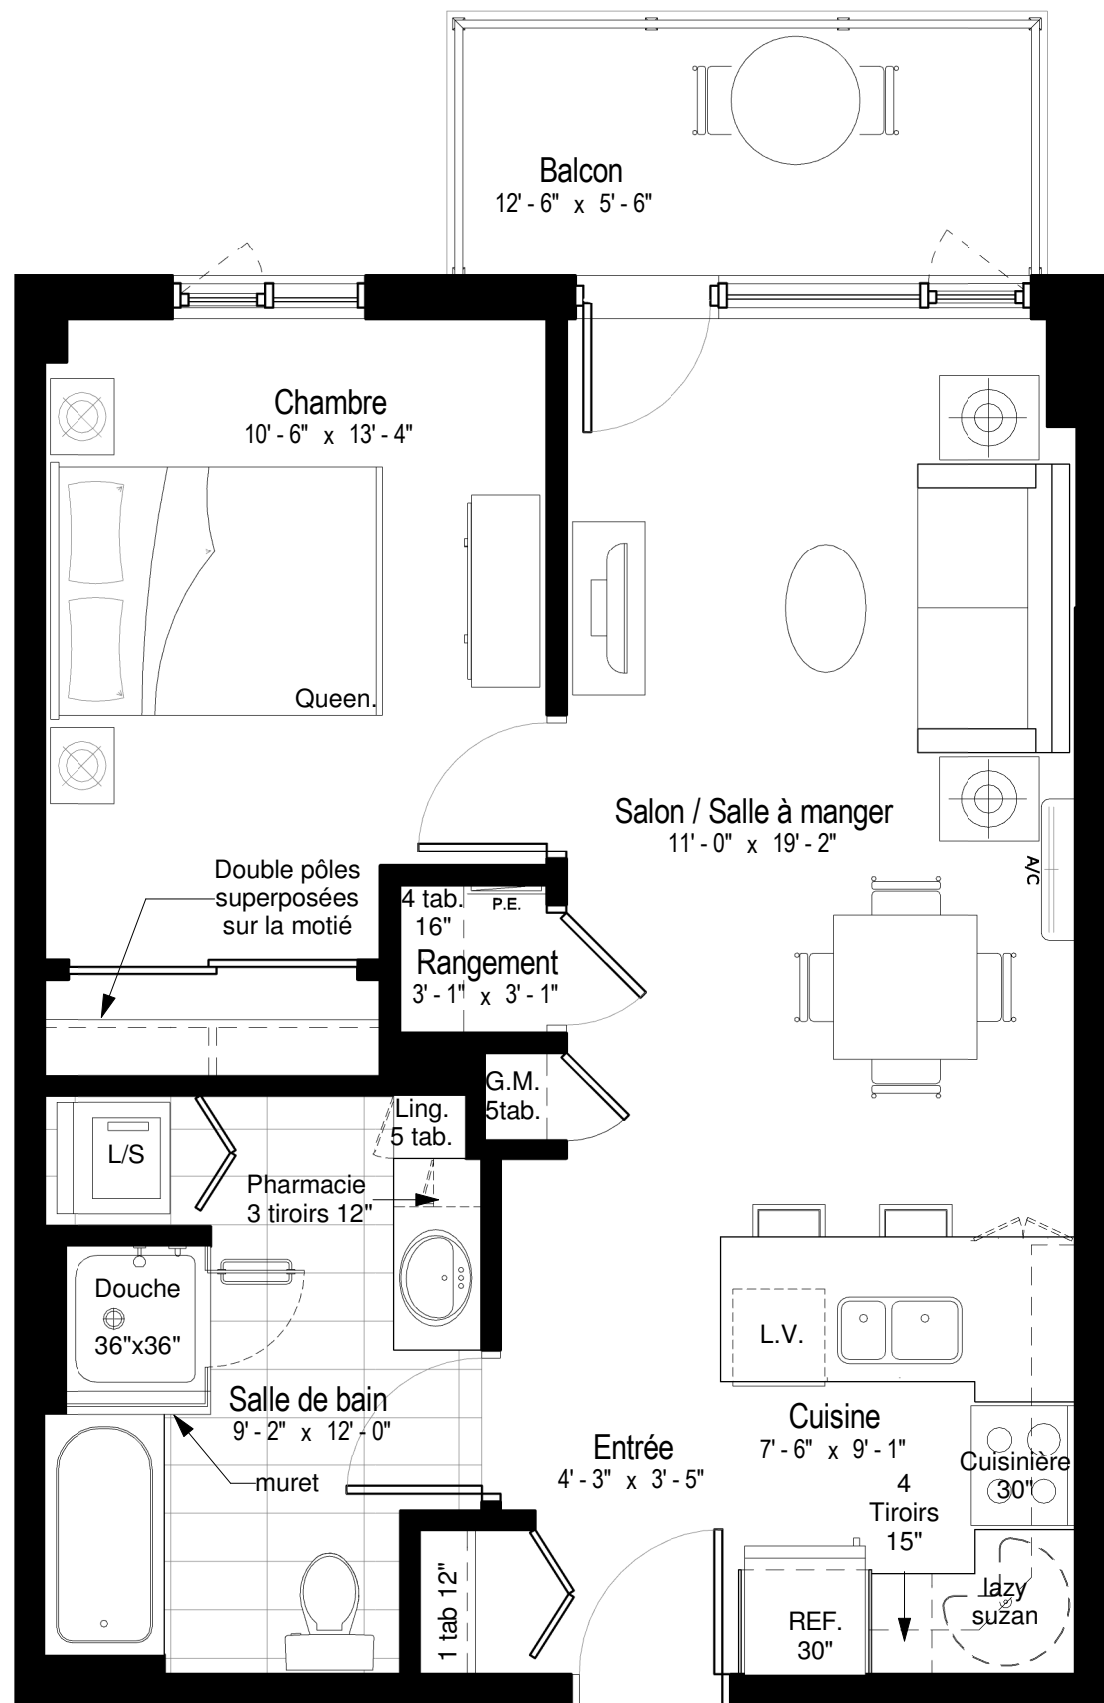 Balcon
12' - 6" x 5' - 6"
Chambre
10' - 6" x 13' - 4"
Queen.
Salon / Salle à manger
11' - 0" x 19' - 2"
A/C
Double pôles
superposées
sur la motié
4 tab.
16"
P.E.
Rangement
3' - 1" x 3' - 1"
G.M.
5tab.
Ling.
5 tab.
L/S
Pharmacie
3 tiroirs 12"
Douche
36"x36"
L.V.
Salle de bain
9' - 2" x 12' - 0"
muret
Entrée
4' - 3" x 3' - 5"
Cuisine
7' - 6" x 9' - 1"
Cuisinière
30"
4
Tiroirs
15"
1 tab 12"
REF.
30"
lazy
suzan